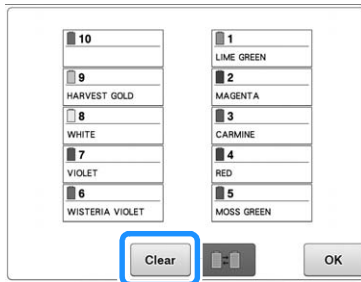 10
1
LIME GREEN
9
HARVEST GOLD
2
MAGENTA
8
WHITE
3
CARMINE
7
VIOLET
4
RED
6
WISTERIA VIOLET
5
MOSS GREEN
Clear
OK